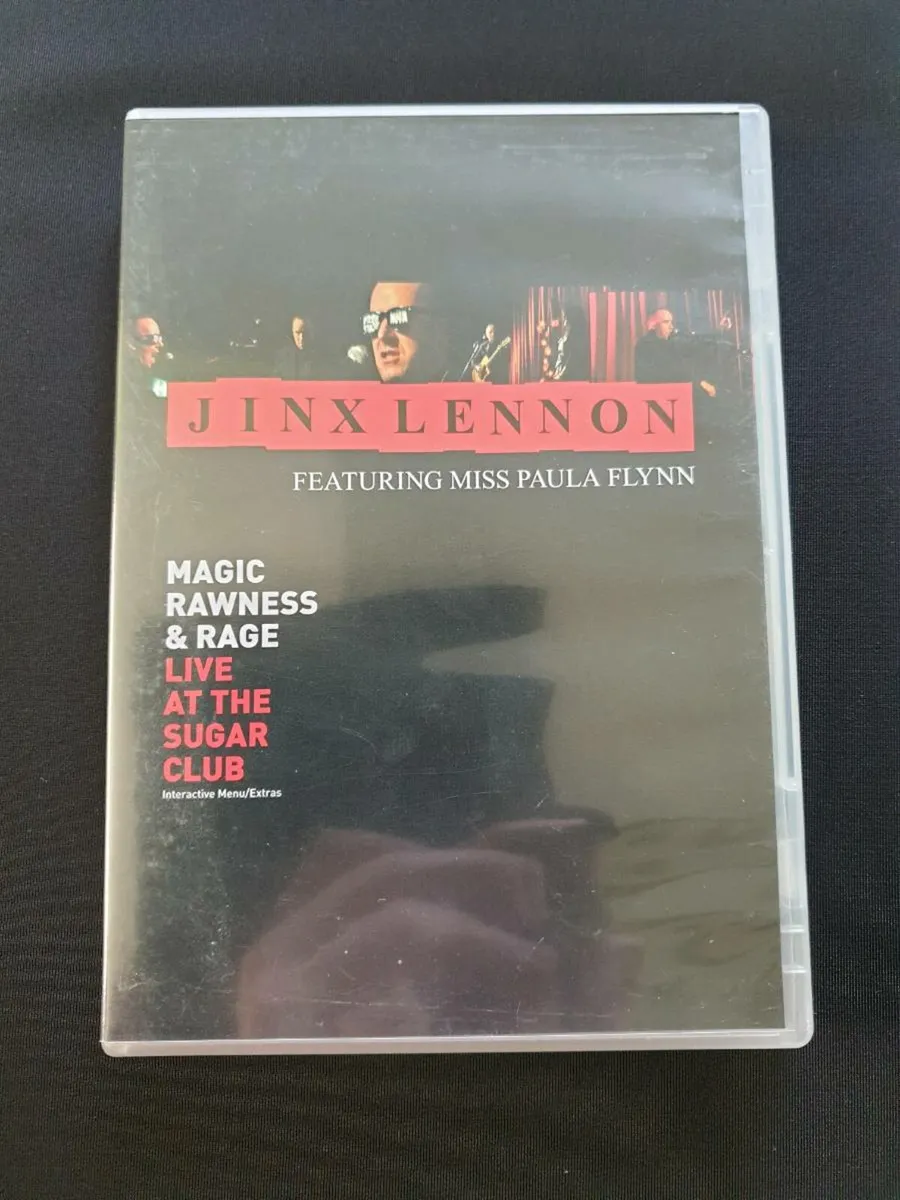 JINX LENNON
FEATURING MISS PAULA FLYNN
MAGIC
RAWNESS
& RAGE
LIVE
AT THE
SUGAR
CLUB
Interactive Menu/Extras